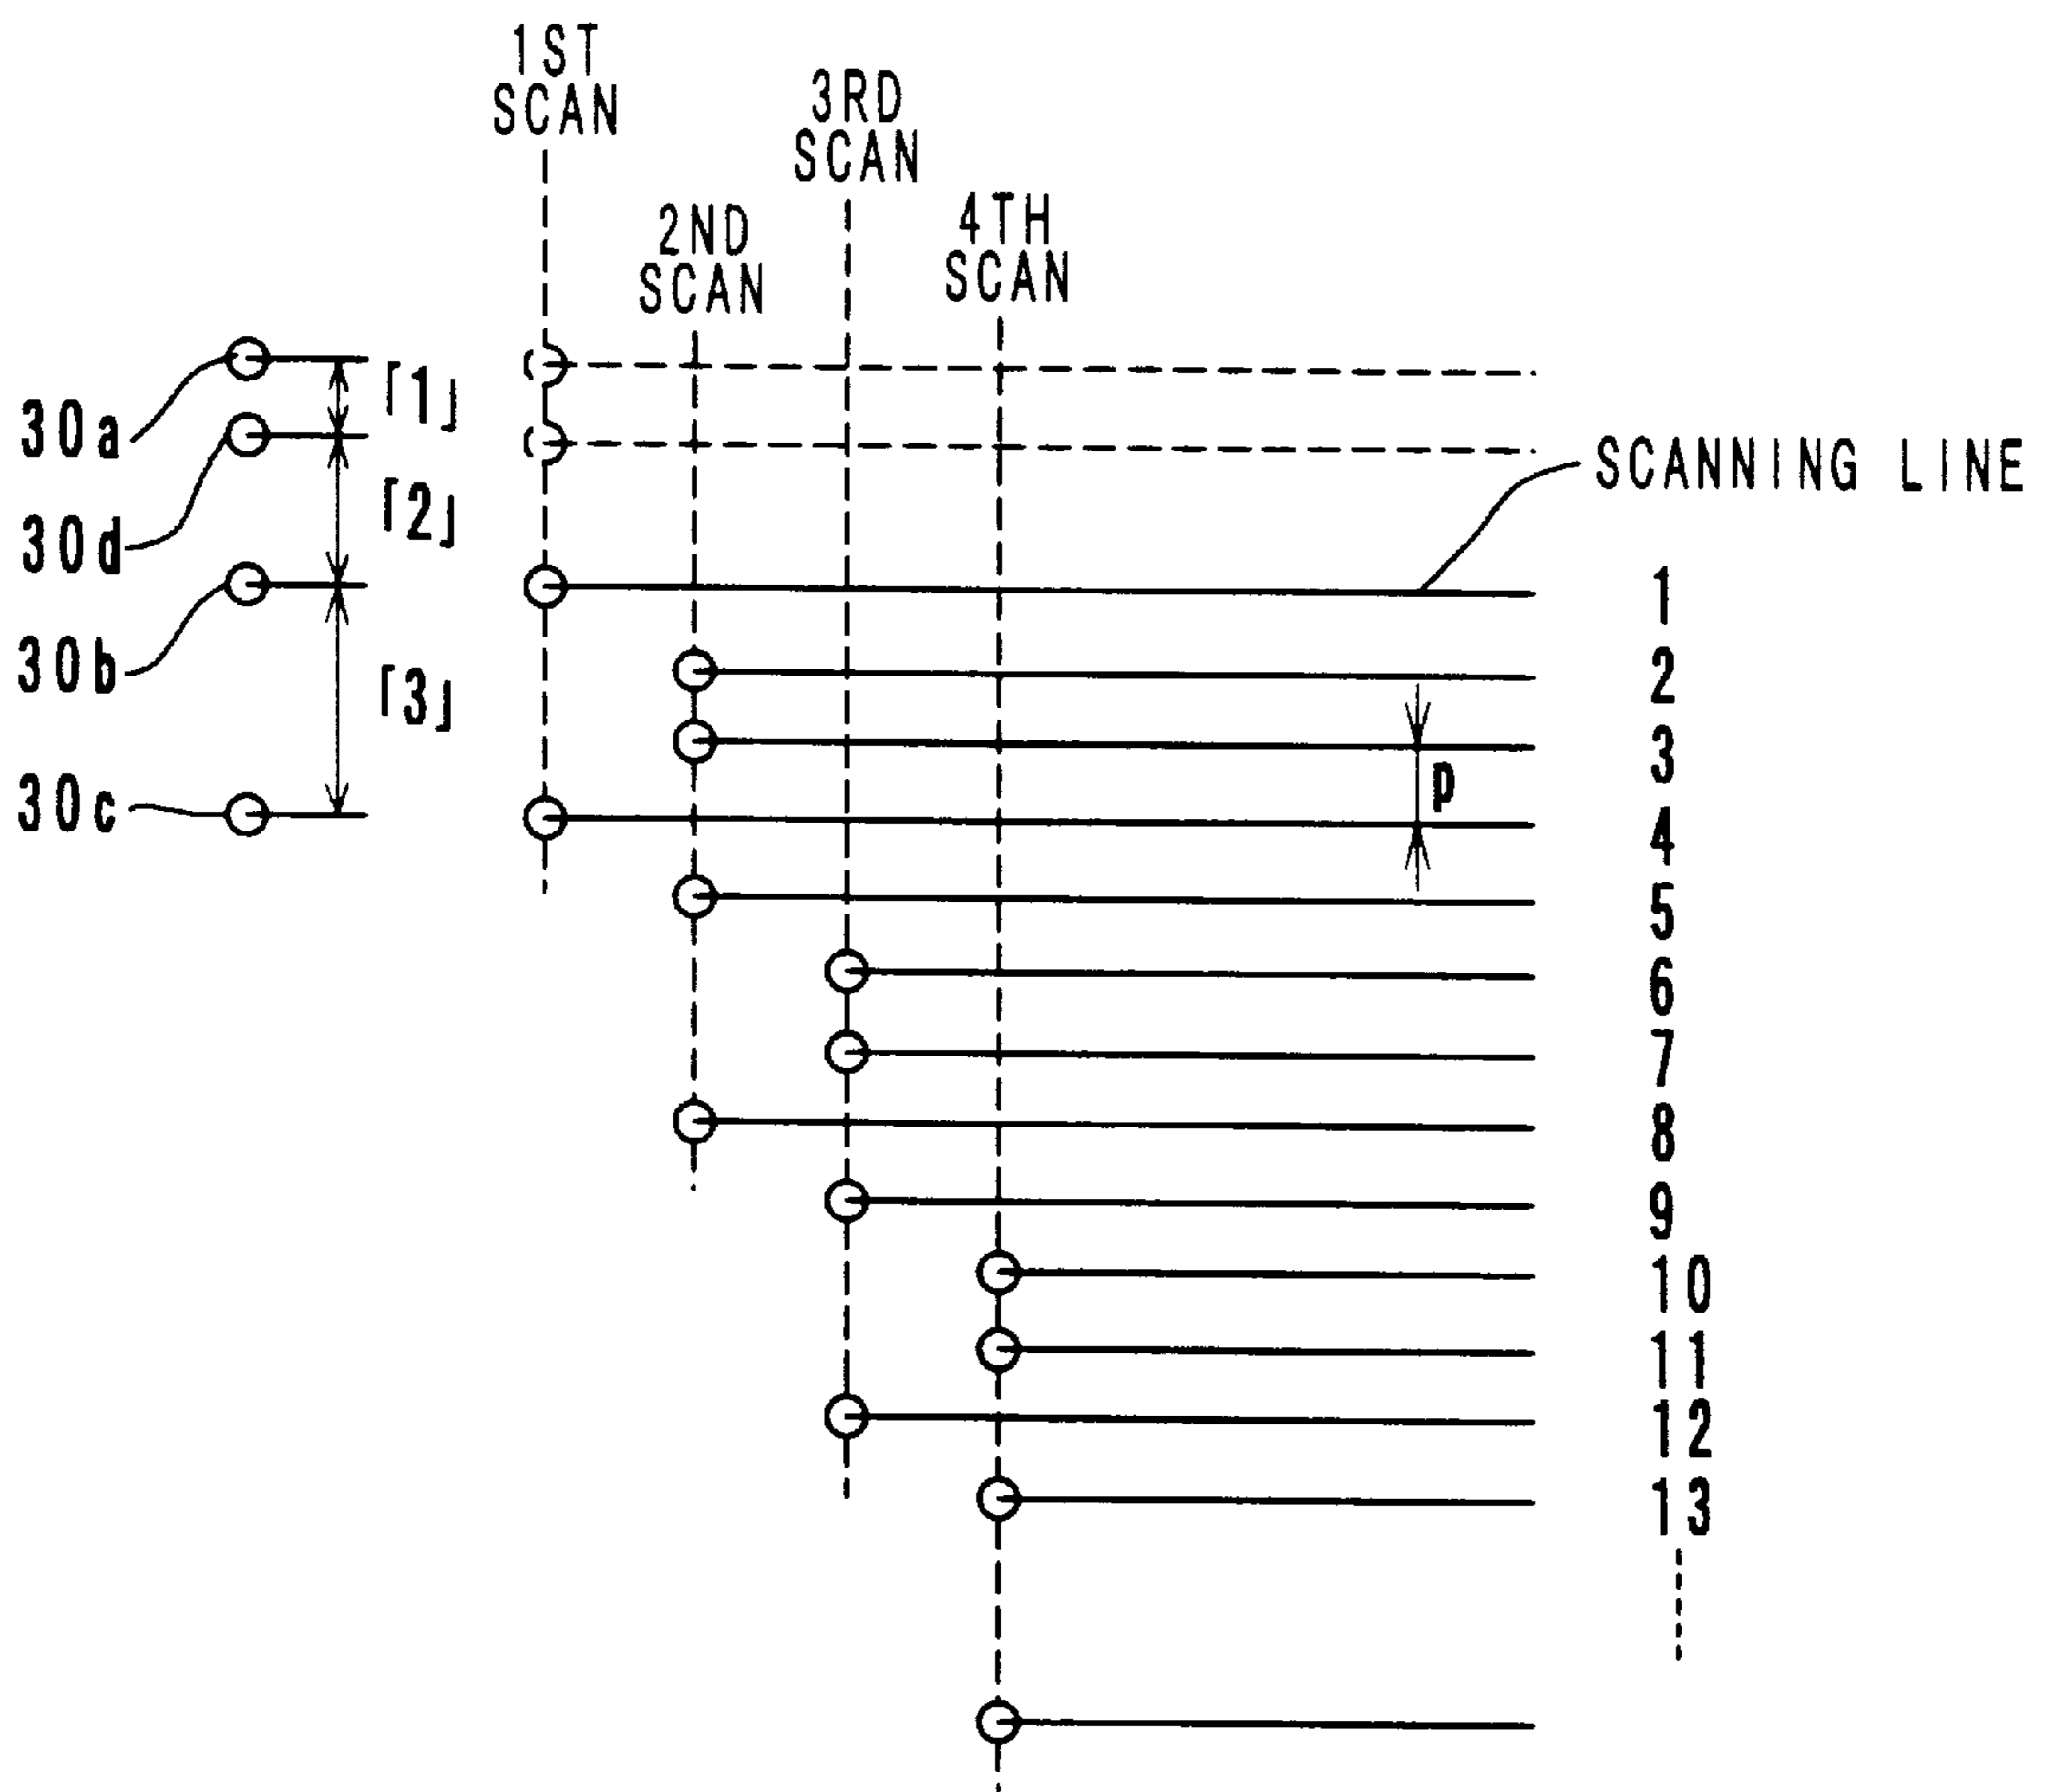 1ST
SCAN
3RD
SCAN
2ND
SCAN
4TH
SCAN
30a
「1」
30d
「2」
SCANNING LINE
30b
「3」
30c
1
2
3
p
4
5
6
7
8
9
10
11
12
13